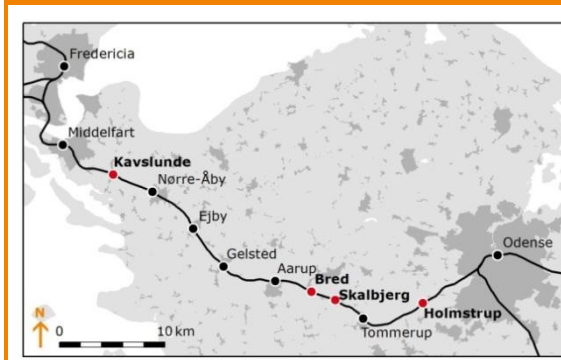 Fredericia
Middelfart
Kavslunde
Nørre-Åby
Ejby
Gelsted
Aarup
Bred
Skalbjerg
Tommerup
Holmstrup
Odense
N
0 10 km